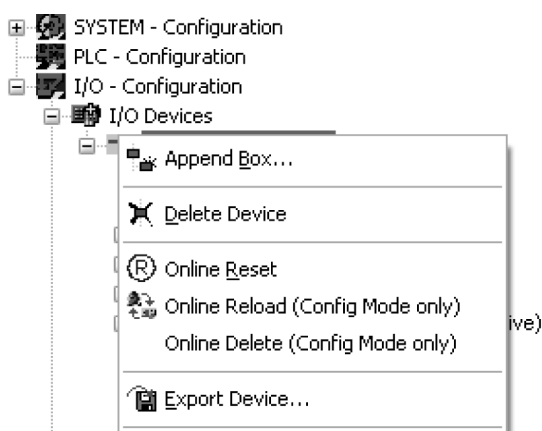 SYSTEM - Configuration
PLC - Configuration
I/O - Configuration
I/O Devices
Append Box...
Delete Device
Online Reset
Online Reload (Config Mode only)
ive)
Online Delete (Config Mode only)
Export Device...